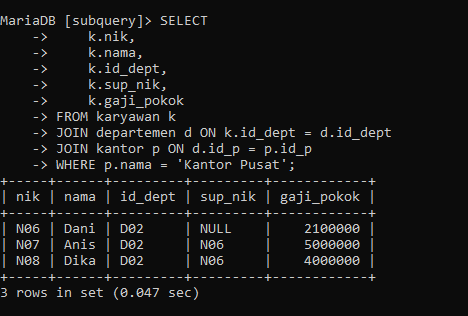 MariaDB [subquery]> SELECT
    ->     k.nik,
    ->     k.nama,
    ->     k.id_dept,
    ->     k.sup_nik,
    ->     k.gaji_pokok
    -> FROM karyawan k
    -> JOIN departemen d ON k.id_dept = d.id_dept
    -> JOIN kantor p ON d.id_p = p.id_p
    -> WHERE p.nama = 'Kantor Pusat';
+-----+------+---------+---------+------------+
| nik | nama | id_dept | sup_nik | gaji_pokok |
+-----+------+---------+---------+------------+
| N06 | Dani | D02     | NULL    |    2100000 |
| N07 | Anis | D02     | N06     |    5000000 |
| N08 | Dika | D02     | N06     |    4000000 |
+-----+------+---------+---------+------------+
3 rows in set (0.047 sec)